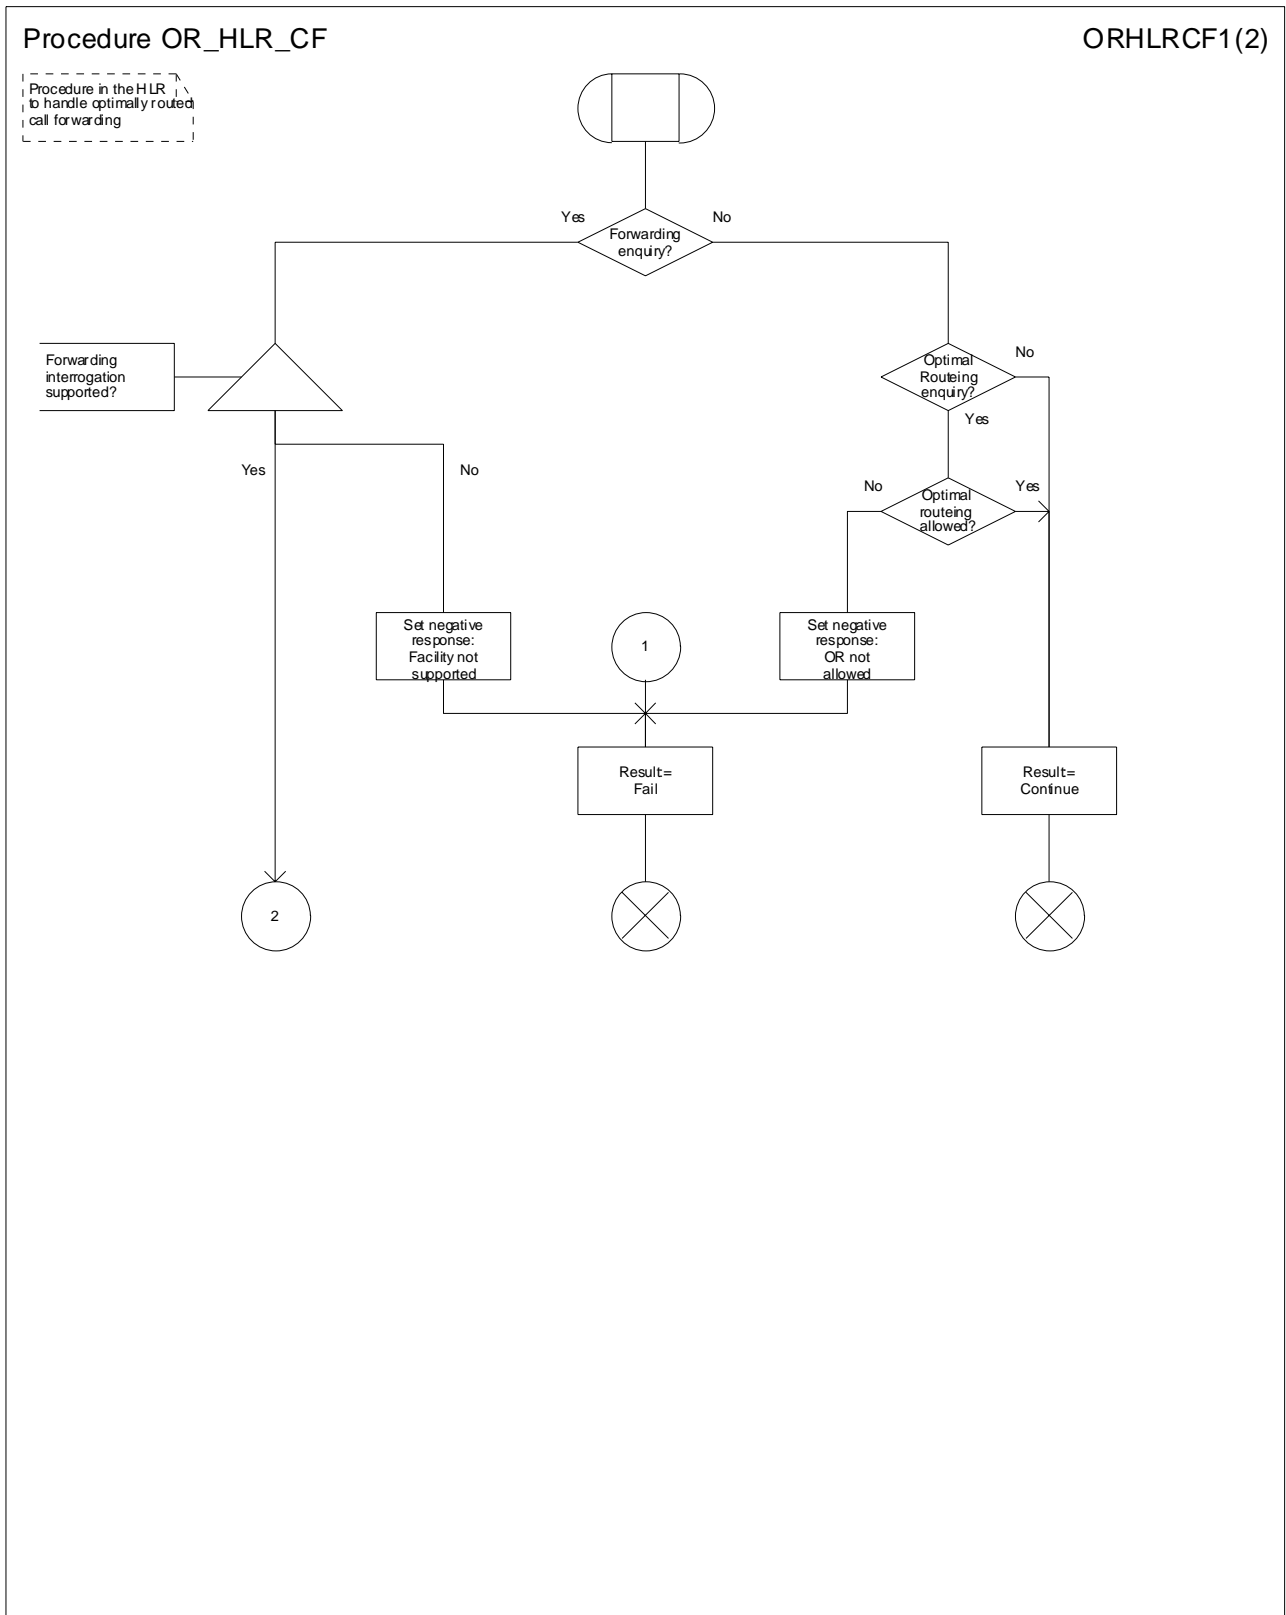 Procedure OR_HLR_CF
ORHLRCF1(2)
Procedure in the HLR
to handle optimally routed
call forwarding
Yes
No
Forwarding
enquiry?
Forwarding
interrogation
supported?
Optimal
Routeing
enquiry?
No
Yes
Yes
No
No
Optimal
routeing
allowed?
Yes
Set negative
response:
Facility not
supported
1
Set negative
response:
OR not
allowed
Result=
Fail
Result=
Continue
2